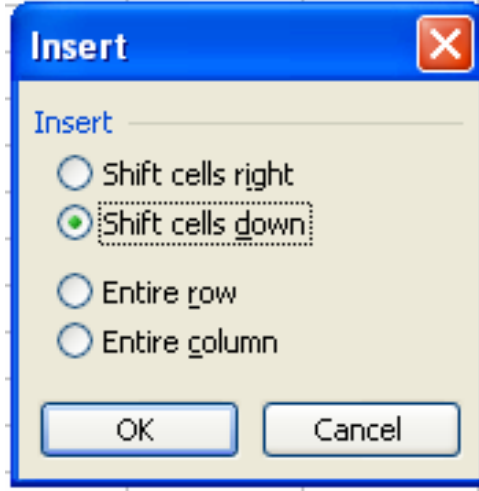 Insert
Insert
Shift cells right
Shift cells down
Entire row
Entire column
OK Cancel